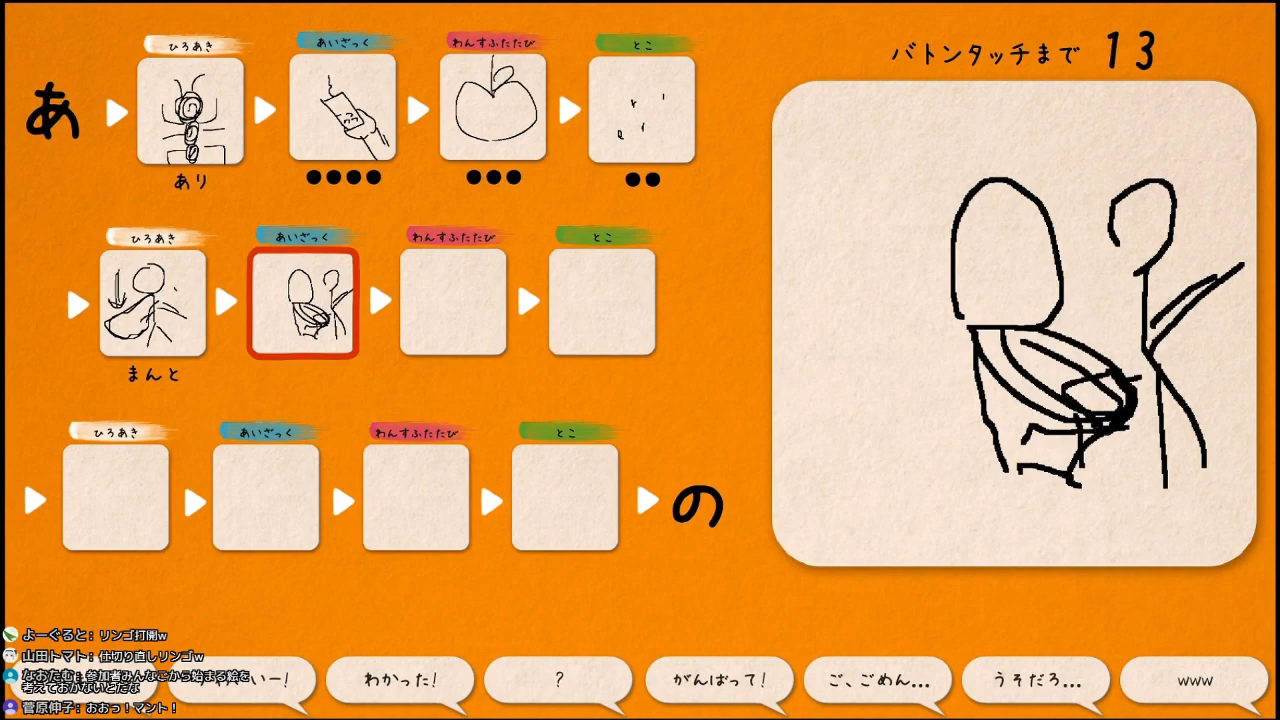 バトンタッチまで 13
ひろあき
あいざっく
わんすふたたび
とこ
あ
あり
●●●●
●●●
●●
ひろあき
あいざっく
わんすふたたび
とこ
まんと
ひろあき
あいざっく
わんすふたたび
とこ
の
よーぐると: リンゴ打開w
山田トマト: 仕切り直しリンゴw
なおたむ: 参加者みんなごから始まる絵を
考えておかないとだな
菅原伸子: おおっ！マント！
いー!
わかった!
?
がんばって!
ご、ごめん...
うそだろ...
www